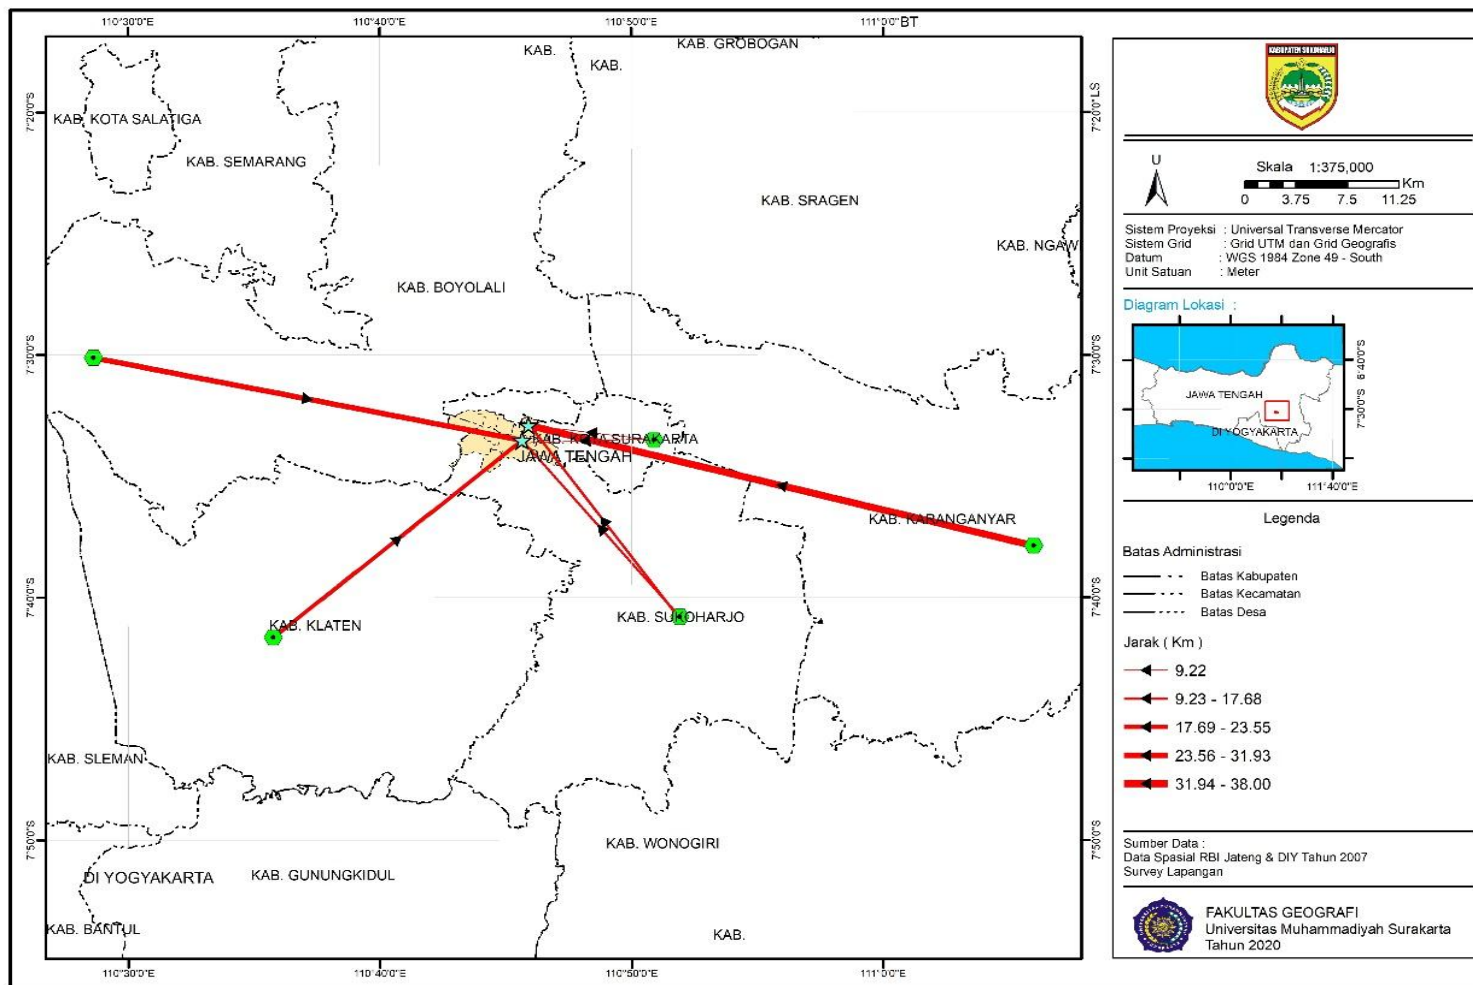 110°30'0"E 110°40'0"E 110°50'0"E 111°0'0"BT
KAB. KAB. GROBOGAN
KAB.
7°20'0"S 7°20'0"LS
KAB. KOTA SALATIGA
KAB. SEMARANG
KAB. SRAGEN
KAB. NGAW
KAB. BOYOLALI
7°30'0"S 7°30'0"S
KAB. KOTA SURAKARTA
JAWA TENGAH
KAB. KARANGANYAR
7°40'0"S 7°40'0"S
KAB. SUKOHARJO
KAB. KLATEN
KAB. SLEMAN
7°50'0"S 7°50'0"S
KAB. WONOGIRI
DI YOGYAKARTA KAB. GUNUNGKIDUL
KAB. BANTUL KAB.
110°30'0"E 110°40'0"E 110°50'0"E 111°0'0"E
KABUPATEN SUKOHARJO
U
Skala 1:375,000
Km
0 3.75 7.5 11.25
Sistem Proyeksi : Universal Transverse Mercator
Sistem Grid : Grid UTM dan Grid Geografis
Datum : WGS 1984 Zone 49 - South
Unit Satuan : Meter
Diagram Lokasi :
JAWA TENGAH
DI YOGYAKARTA
6°40'0"S
7°30'0"S
110°0'0"E 111°40'0"E
Legenda
Batas Administrasi
Batas Kabupaten
Batas Kecamatan
Batas Desa
Jarak ( Km )
9.22
9.23 - 17.68
17.69 - 23.55
23.56 - 31.93
31.94 - 38.00
Sumber Data :
Data Spasial RBI Jateng & DIY Tahun 2007
Survey Lapangan
FAKULTAS GEOGRAFI
Universitas Muhammadiyah Surakarta
Tahun 2020